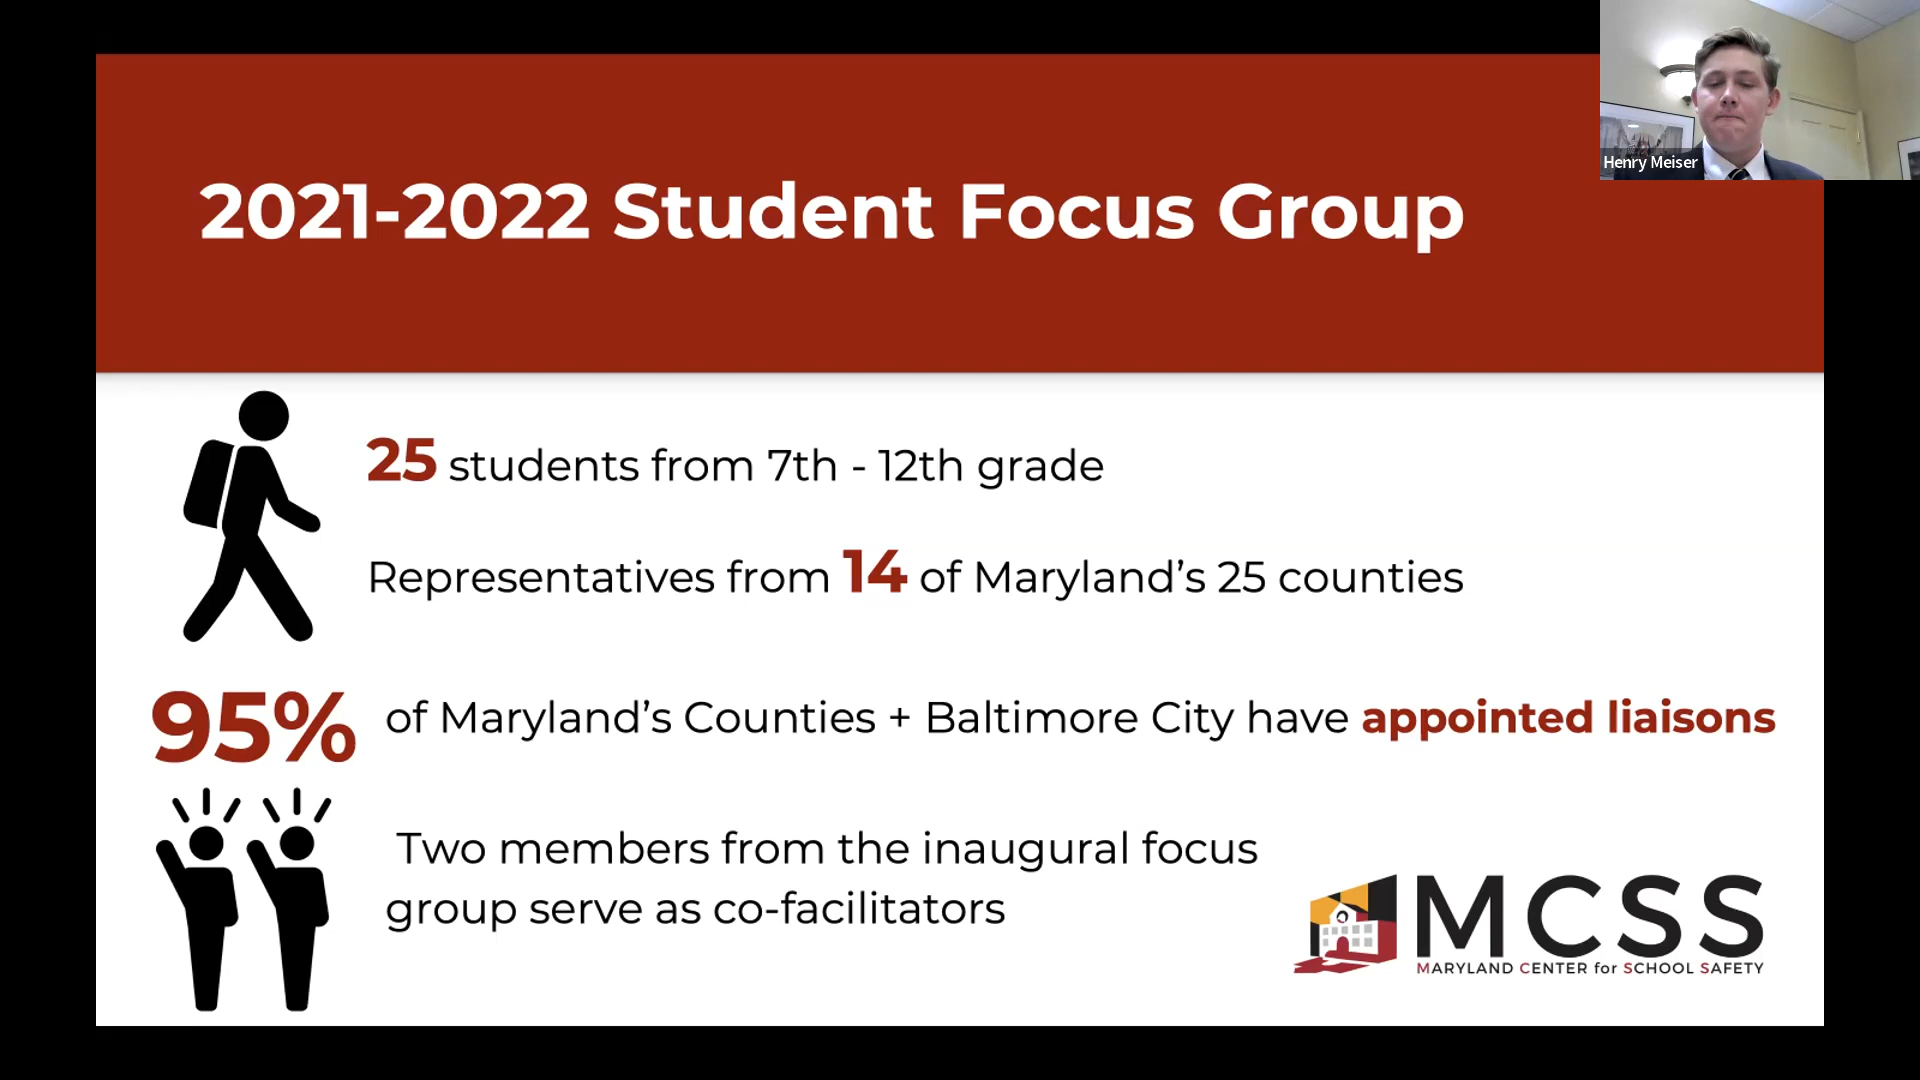 Henry Meiser
2021-2022 Student Focus Group
25 students from 7th - 12th grade
Representatives from 14 of Maryland’s 25 counties
95% of Maryland’s Counties + Baltimore City have appointed liaisons
Two members from the inaugural focus
group serve as co-facilitators
MCSS
MARYLAND CENTER for SCHOOL SAFETY